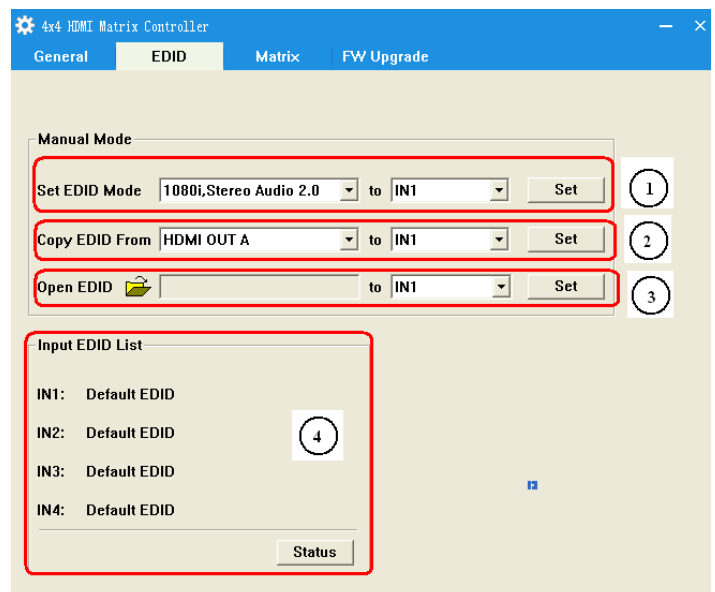 4x4 HDMI Matrix Controller
General EDID Matrix FW Upgrade
Manual Mode
Set EDID Mode 1080i,Stereo Audio 2.0 to IN1 Set 1
Copy EDID From HDMI OUT A to IN1 Set 2
Open EDID to IN1 Set 3
Input EDID List
IN1: Default EDID
IN2: Default EDID 4
IN3: Default EDID
IN4: Default EDID
Status